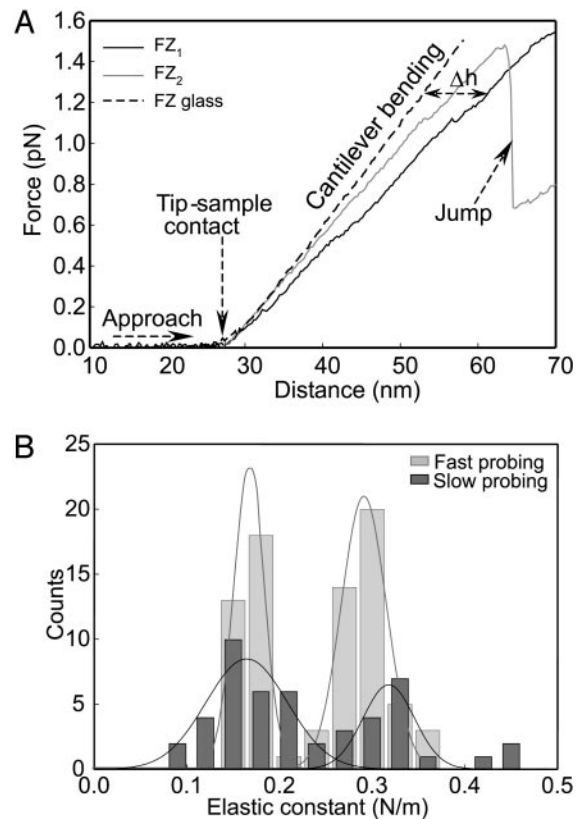 A
FZ1
FZ2
FZ glass
Cantilever bending
Δh
Jump
Tip-sample
contact
Approach
Force (pN)
1.6
1.4
1.2
1.0
0.8
0.6
0.4
0.2
0.0
10 20 30 40 50 60 70
Distance (nm)
B
Fast probing
Slow probing
Counts
25
20
15
10
5
0
0.0 0.1 0.2 0.3 0.4 0.5
Elastic constant (N/m)